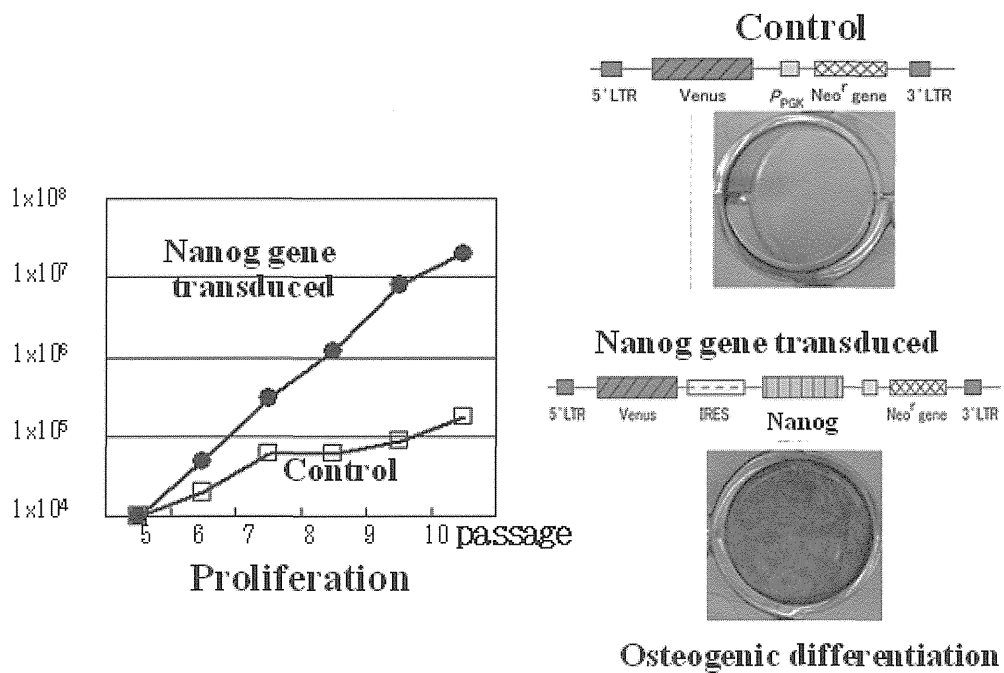 Control
5'LTR Venus PPGK Neoʳ gene 3'LTR
1x10⁸
1x10⁷
1x10⁶
1x10⁵
1x10⁴
Nanog gene
transduced
Control
5 6 7 8 9 10 passage
Proliferation
Nanog gene transduced
5'LTR Venus IRES Nanog Neoʳ gene 3'LTR
Osteogenic differentiation